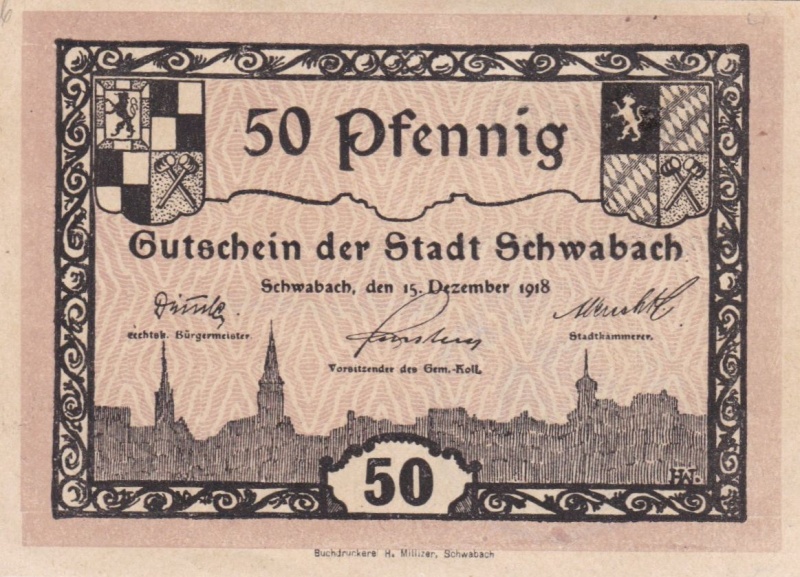 50 Pfennig
Gutschein der Stadt Schwabach
Schwabach, den 15. Dezember 1918
rechtsk. Bürgermeister.
Stadtkämmerer.
Vorsitzender des Gem.-Koll.
50
HW.
Buchdruckerei H. Millizer, Schwabach